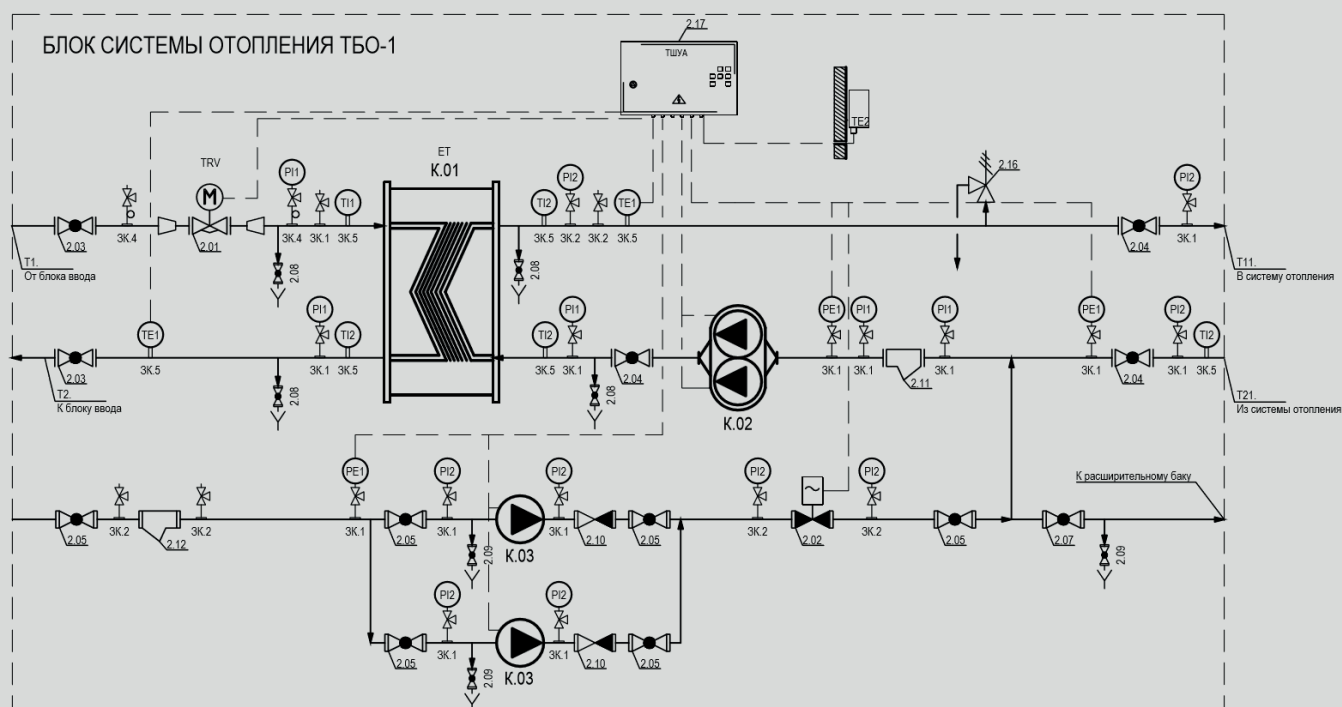 БЛОК СИСТЕМЫ ОТОПЛЕНИЯ ТБО-1
2.17
ТШУА
TE2
TRV
ET
К.01
M
PI1
TI1
TI2
PI2
TE1
2.16
PI2
2.03
ЗК.4
2.01
ЗК.4
ЗК.1
ЗК.5
ЗК.5
ЗК.2
ЗК.2
ЗК.5
2.04
ЗК.1
T1.
От блока ввода
2.08
2.08
T11.
В систему отопления
TE1
PI1
TI2
TI2
PI1
PE1
PI1
PI1
PE1
PI2
TI2
2.03
ЗК.5
ЗК.1
ЗК.5
ЗК.5
ЗК.1
2.04
ЗК.1
ЗК.1
2.11
ЗК.1
ЗК.1
2.04
ЗК.1
ЗК.5
T2.
К блоку ввода
2.08
2.08
К.02
T21.
Из системы отопления
PE1
PI2
PI2
PI2
PI2
К расширительному баку
2.05
ЗК.2
2.12
ЗК.2
ЗК.1
2.05
ЗК.1
2.09
К.03
ЗК.1
2.10
2.05
ЗК.2
2.02
ЗК.2
2.05
2.07
2.09
PI2
PI2
2.05
ЗК.1
2.09
К.03
ЗК.1
2.10
2.05